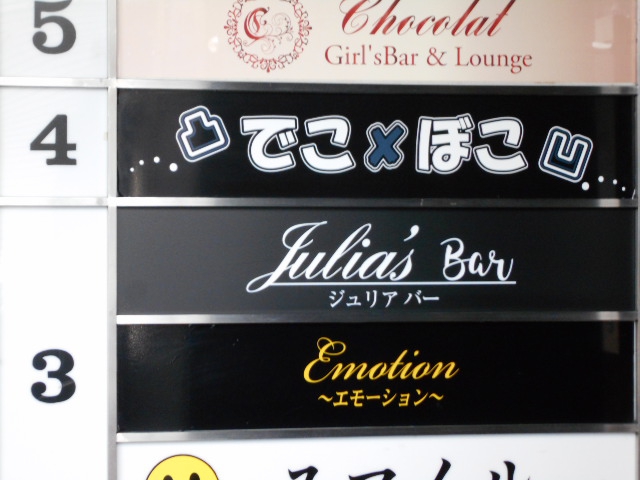 5
Chocolat
Girl'sBar & Lounge
4
凸 でこ×ぼこ 凹
Julia's Bar
ジュリア バー
3
Emotion
～エモーション～